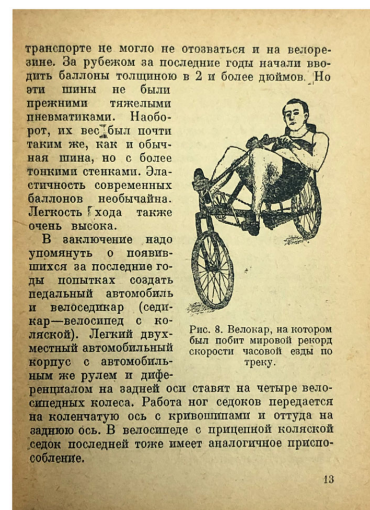 транспорте не могло не отозваться и на велоре-
зине. За рубежом за последние годы начали вво-
дить баллоны толщиною в 2 и более дюймов. Но
эти шины не были
прежними тяжелыми
пневматиками. Наобо-
рот, их вес был почти
таким же, как и обыч-
ная шина, но с более
тонкими стенками. Эла-
стичность современных
баллонов необычайна.
Легкость хода также
очень высока.
В заключение надо
упомянуть о появив-
шихся за последние го-
ды попытках создать
педальный автомобиль
и велоседикар (седи-
кар—велосипед с ко-
ляской). Легкий двух-
местный автомобильный
корпус с автомобиль-
ным же рулем и дифе-
ренциалом на задней оси ставят на четыре вело-
сипедных колеса. Работа ног седоков передается
на коленчатую ось с кривошипами и оттуда на
заднюю ось. В велосипеде с прицепной коляской
седок последней тоже имеет аналогичное приспо-
собление.
Рис. 8. Велокар, на котором
был побит мировой рекорд
скорости часовой езды по
треку.
13